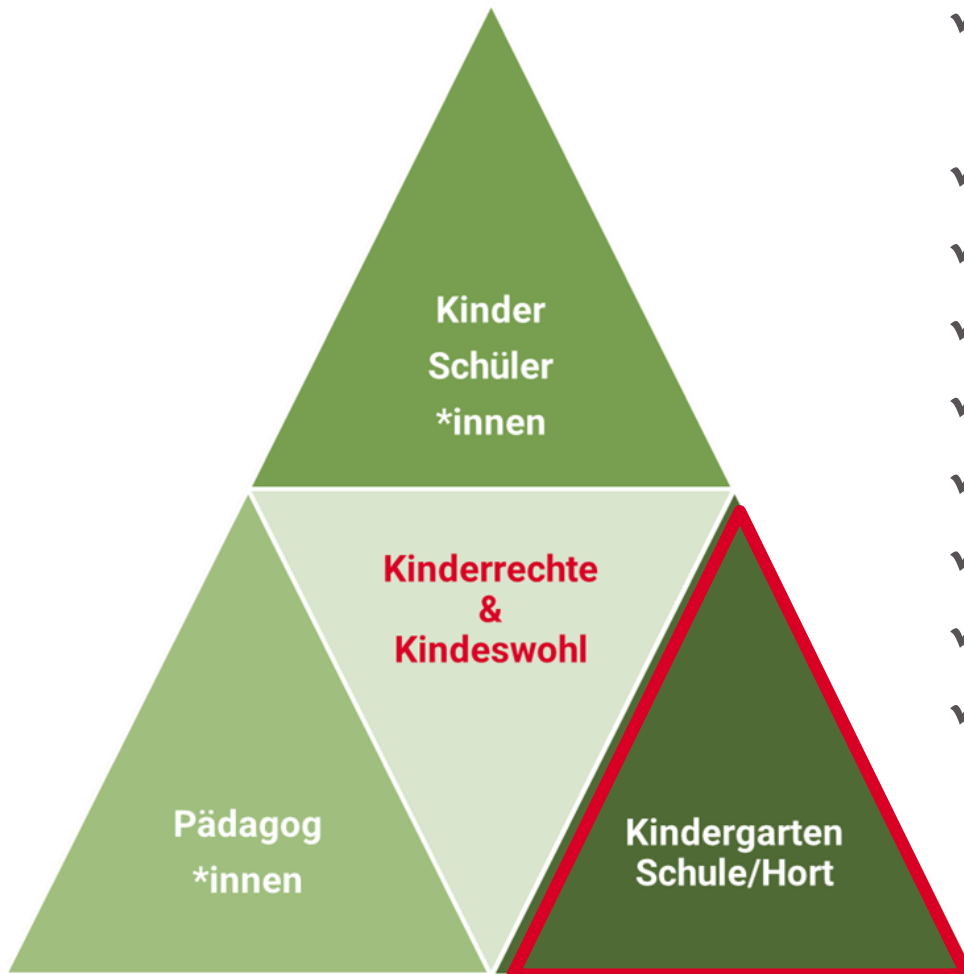 Kinder
Schüler
*innen
Kinderrechte
&
Kindeswohl
Pädagog
*innen
Kindergarten
Schule/Hort